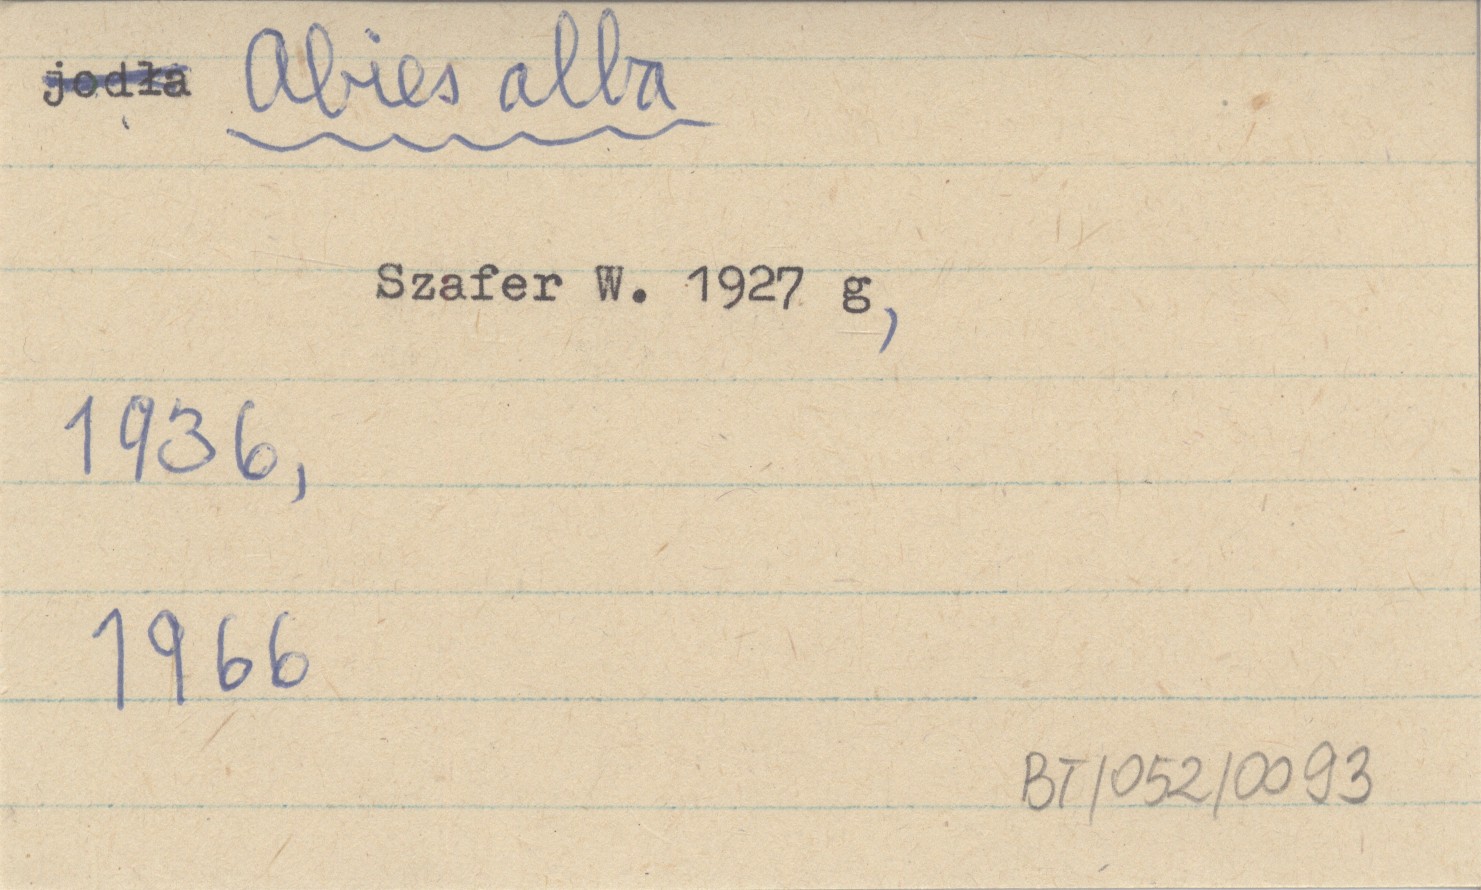 jodła Abies alba
Szafer W. 1927 g,
1936,
1966
BT/052/0093